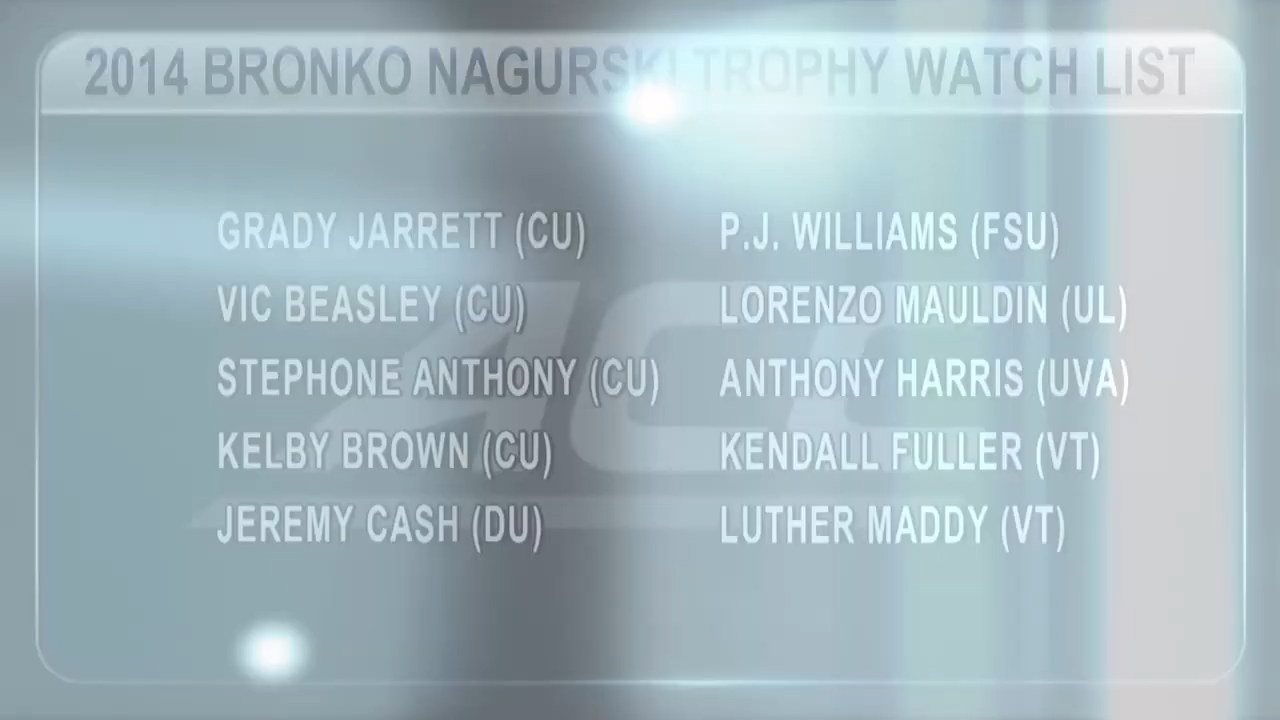 2014 BRONKO NAGURSKI TROPHY WATCH LIST
GRADY JARRETT (CU)
VIC BEASLEY (CU)
STEPHONE ANTHONY (CU)
KELBY BROWN (CU)
JEREMY CASH (DU)
P.J. WILLIAMS (FSU)
LORENZO MAULDIN (UL)
ANTHONY HARRIS (UVA)
KENDALL FULLER (VT)
LUTHER MADDY (VT)
ACC